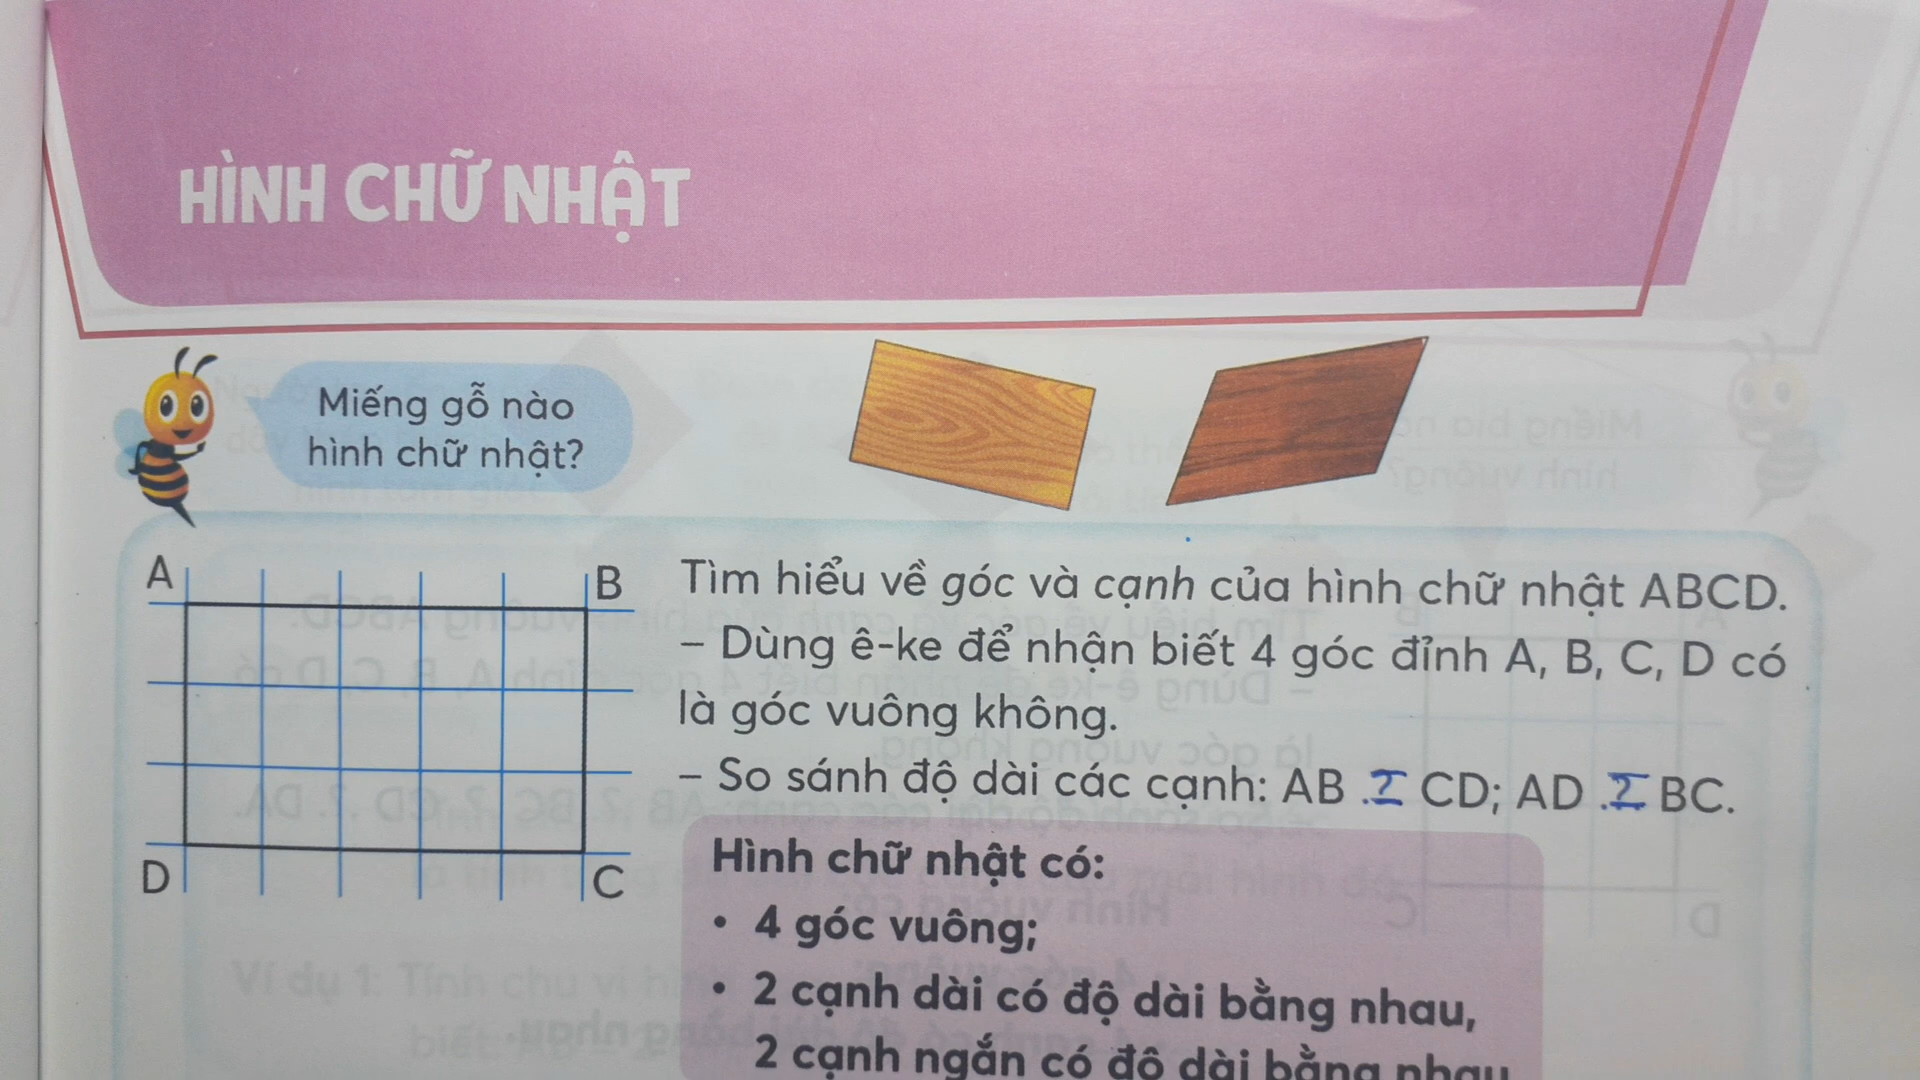 HÌNH CHỮ NHẬT
Miếng gỗ nào
hình chữ nhật?
A
B
D
C
Tìm hiểu về góc và cạnh của hình chữ nhật ABCD.
– Dùng ê-ke để nhận biết 4 góc đỉnh A, B, C, D có
là góc vuông không.
– So sánh độ dài các cạnh: AB .?. CD; AD .?. BC.
Hình chữ nhật có:
• 4 góc vuông;
• 2 cạnh dài có độ dài bằng nhau,
2 cạnh ngắn có độ dài bằng nhau